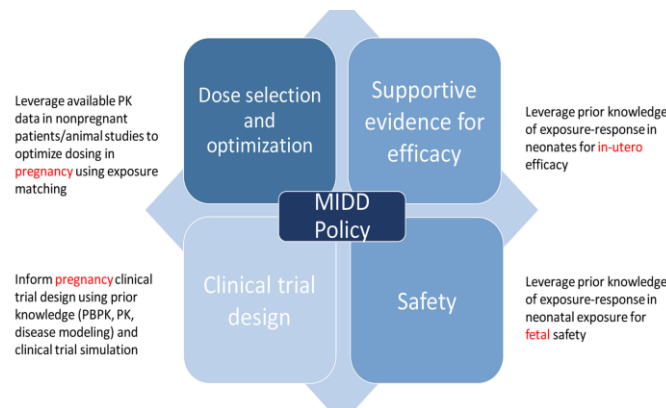 Leverage available PK
data in nonpregnant
patients/animal studies to
optimize dosing in
pregnancy using exposure
matching
Dose selection
and
optimization
Supportive
evidence for
efficacy
Leverage prior knowledge
of exposure-response in
neonates for in-utero
efficacy
MIDD
Policy
Inform pregnancy clinical
trial design using prior
knowledge (PBPK, PK,
disease modeling) and
clinical trial simulation
Clinical trial
design
Safety
Leverage prior knowledge
of exposure-response in
neonatal exposure for
fetal safety